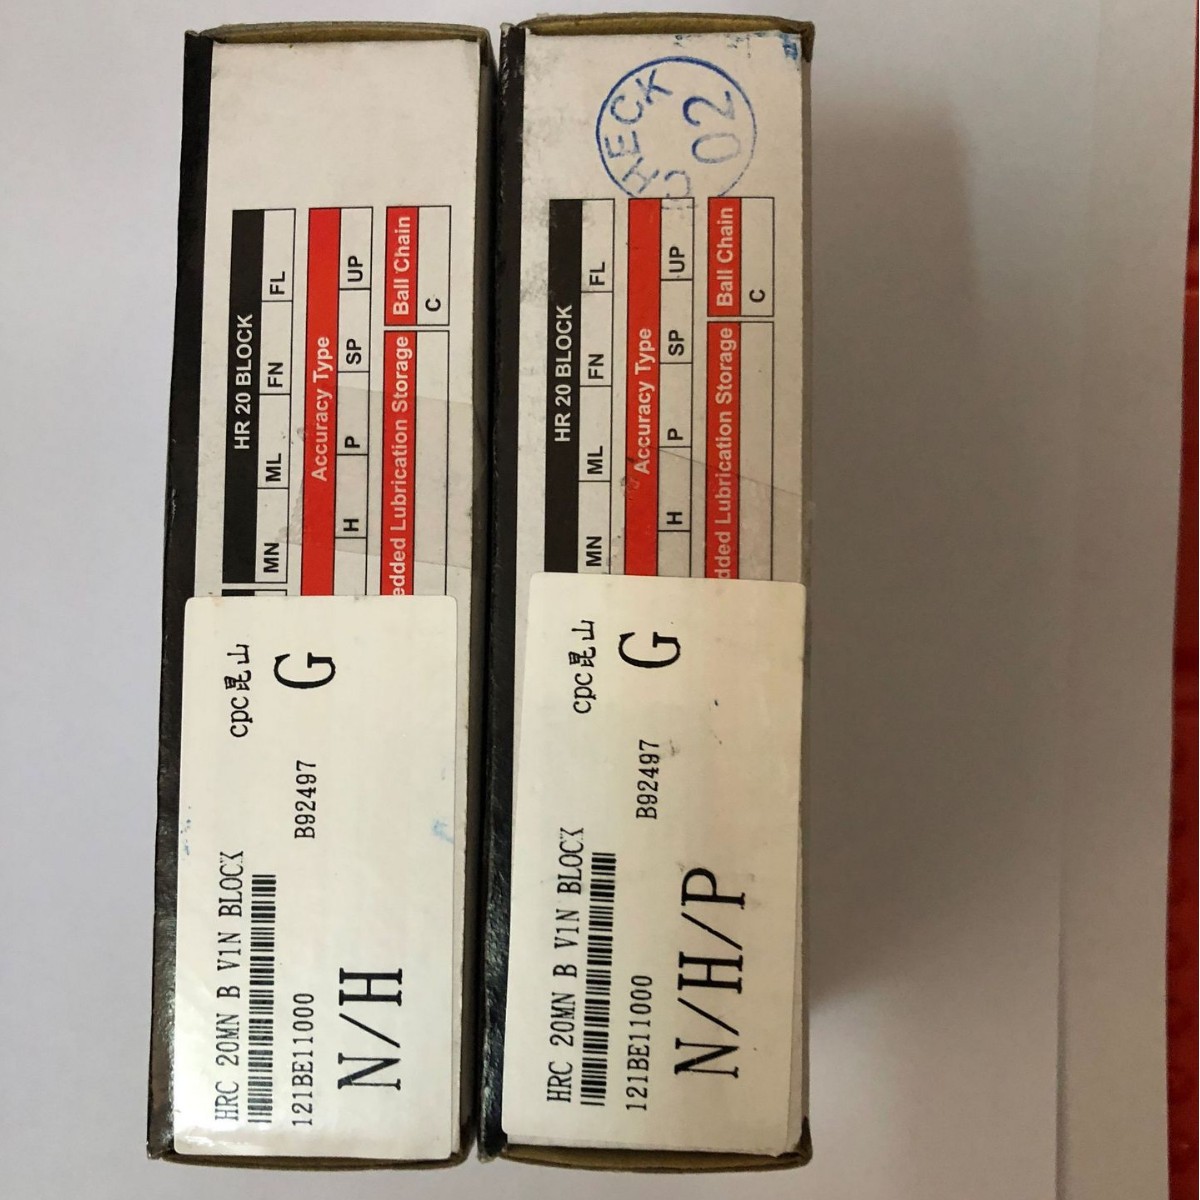 HR 20 BLOCK
MN ML FN FL
Accuracy Type
H P SP UP
Lubrication Storage
Ball Chain
C
HRC 20MN B V1N BLOCK
cpc昆山
121BE11000
B92497
G
N/H
CHECK
02
HR 20 BLOCK
MN ML FN FL
Accuracy Type
H P SP UP
Lubrication Storage
Ball Chain
C
HRC 20MN B V1N BLOCK
cpc昆山
121BE11000
B92497
G
N/H/P